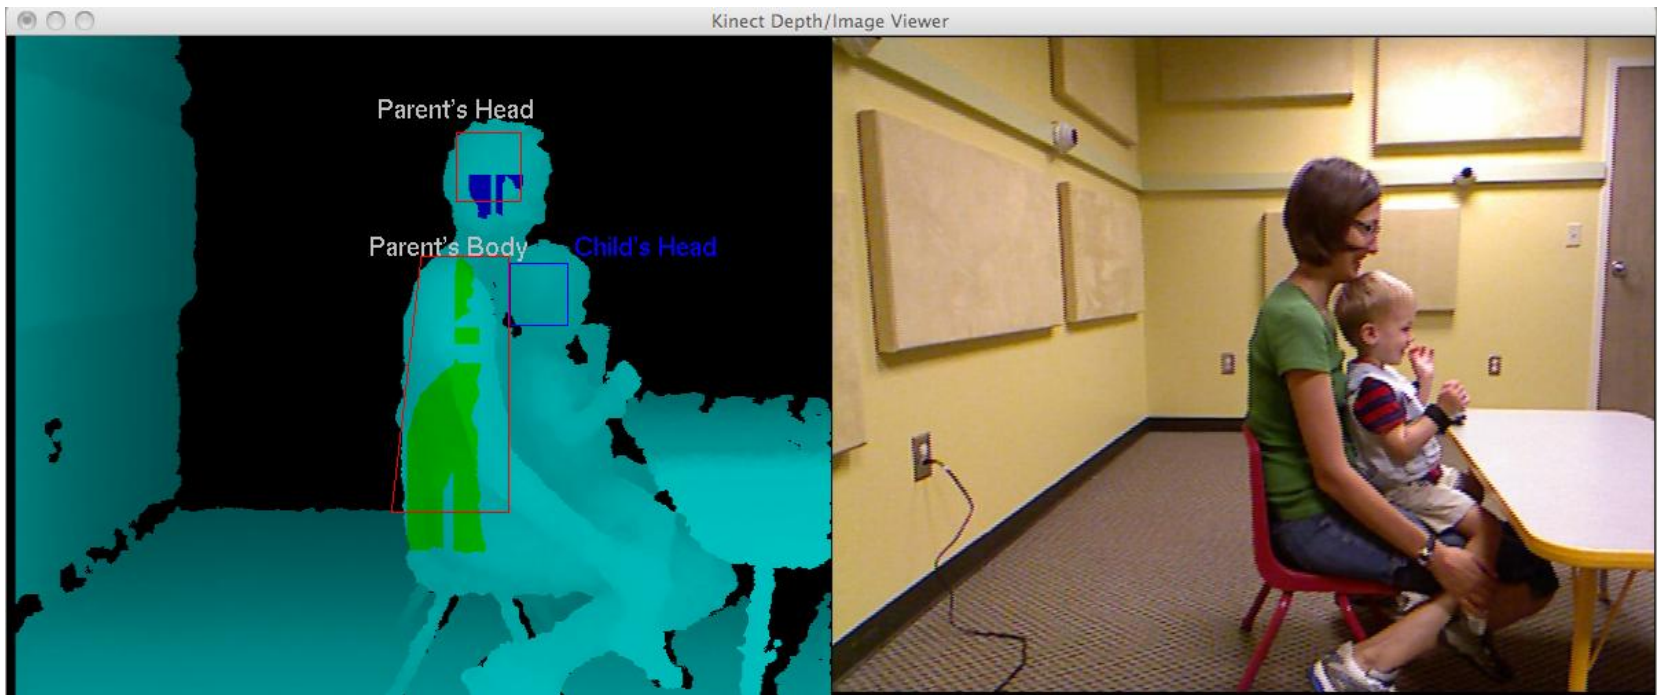 Kinect Depth/Image Viewer
Parent's Head
Parent's Body
Child's Head